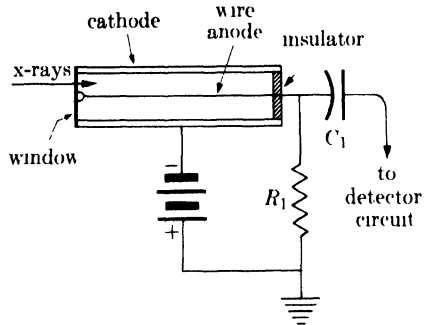 cathode
wire
anode
insulator
x-rays
window
−
+
R₁
C₁
to
detector
circuit